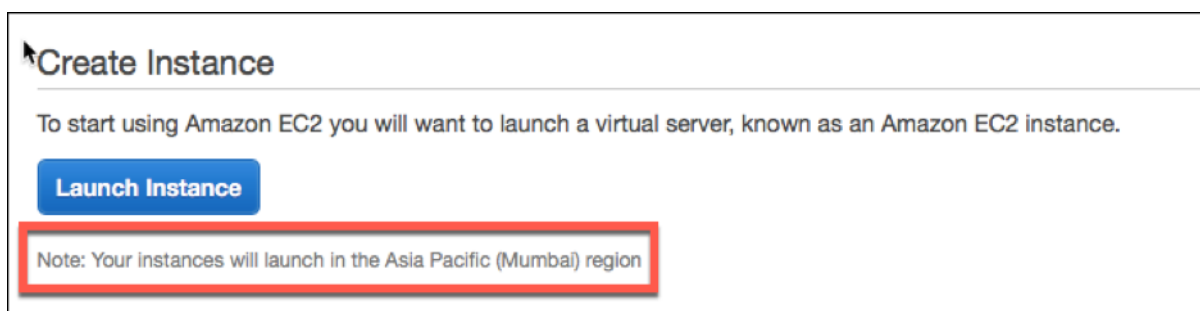 Create Instance
To start using Amazon EC2 you will want to launch a virtual server, known as an Amazon EC2 instance.
Launch Instance
Note: Your instances will launch in the Asia Pacific (Mumbai) region